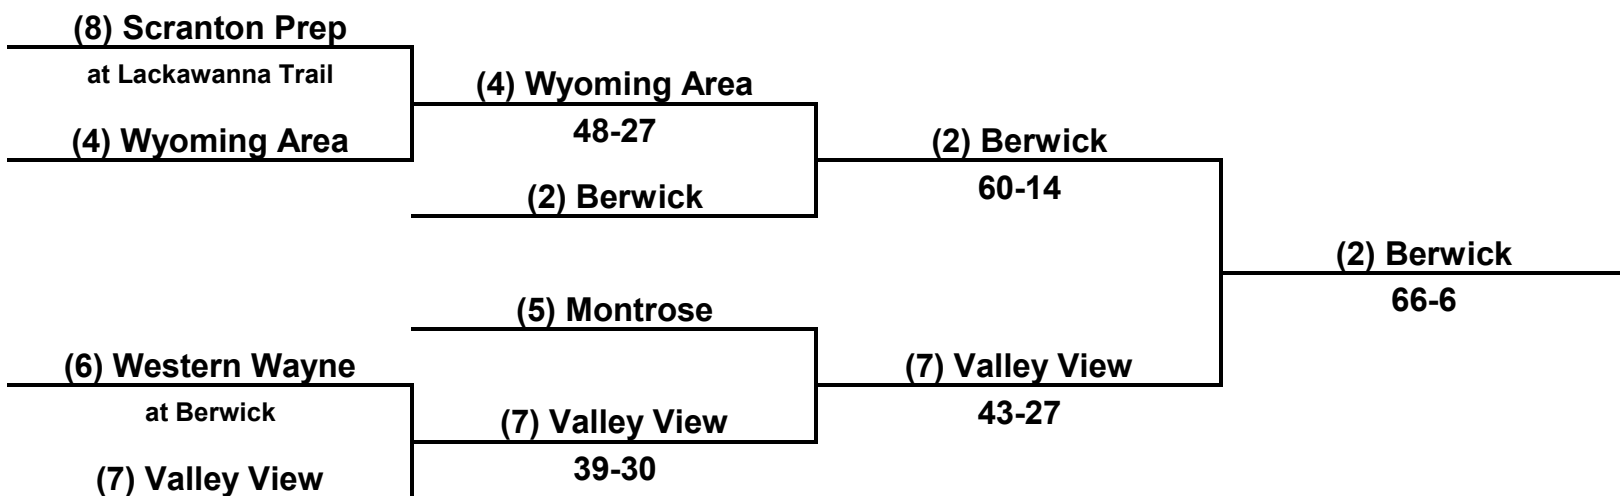 (8) Scranton Prep
at Lackawanna Trail
(4) Wyoming Area
(4) Wyoming Area
48-27
(2) Berwick
(2) Berwick
60-14
(2) Berwick
66-6
(5) Montrose
(6) Western Wayne
at Berwick
(7) Valley View
(7) Valley View
39-30
(7) Valley View
43-27